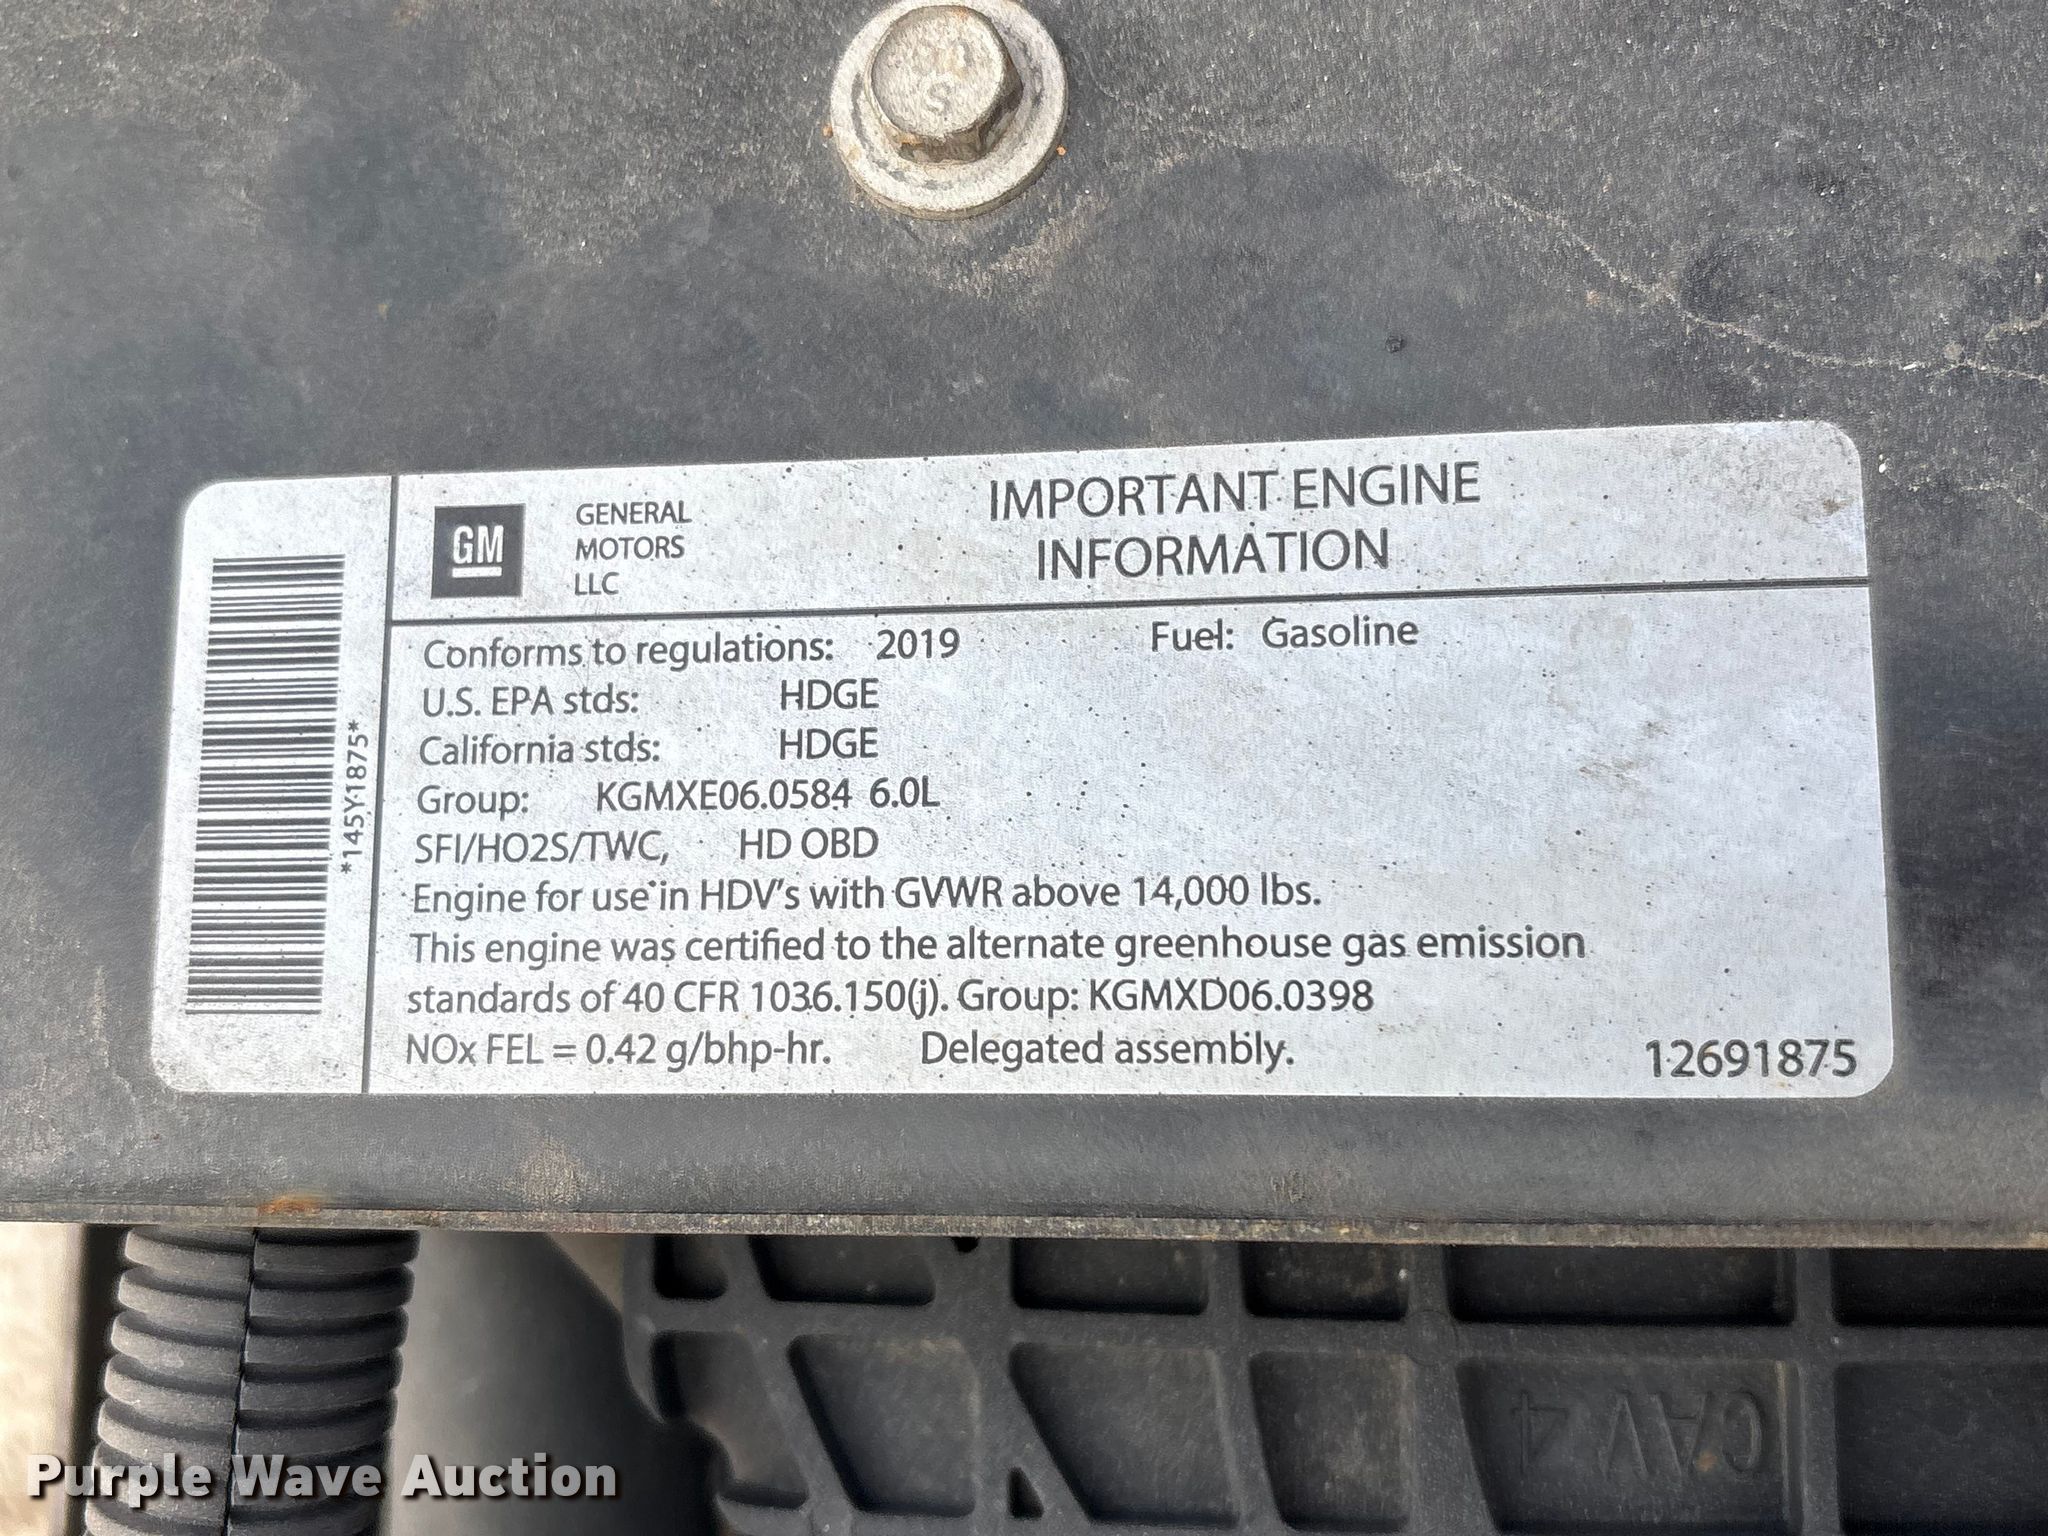 S
GM
GENERAL
MOTORS
LLC
IMPORTANT ENGINE
INFORMATION
*145Y1875*
Conforms to regulations: 2019 Fuel: Gasoline
U.S. EPA stds: HDGE
California stds: HDGE
Group: KGMXE06.0584 6.0L
SFI/HO2S/TWC, HD OBD
Engine for use in HDV's with GVWR above 14,000 lbs.
This engine was certified to the alternate greenhouse gas emission
standards of 40 CFR 1036.150(j). Group: KGMXD06.0398
NOx FEL = 0.42 g/bhp-hr. Delegated assembly.
12691875
CAV 4
Purple Wave Auction